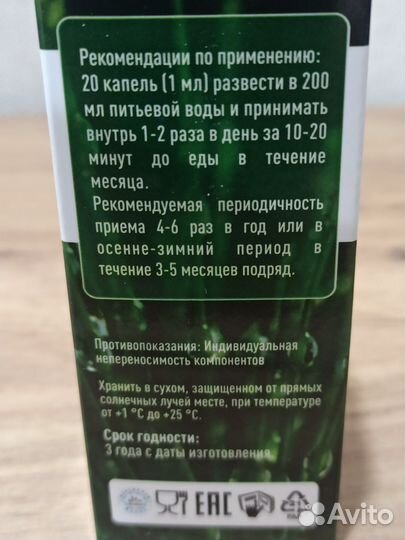 Рекомендации по применению:
20 капель (1 мл) развести в 200
мл питьевой воды и принимать
внутрь 1-2 раза в день за 10-20
минут до еды в течение
месяца.
Рекомендуемая периодичность
приема 4-6 раз в год или в
осенне-зимний период в
течение 3-5 месяцев подряд.
Противопоказания: Индивидуальная
непереносимость компонентов
Хранить в сухом, защищенном от прямых
солнечных лучей месте, при температуре
от +1 °С до +25 °С.
Срок годности:
3 года с даты изготовления.
EAC
Avito